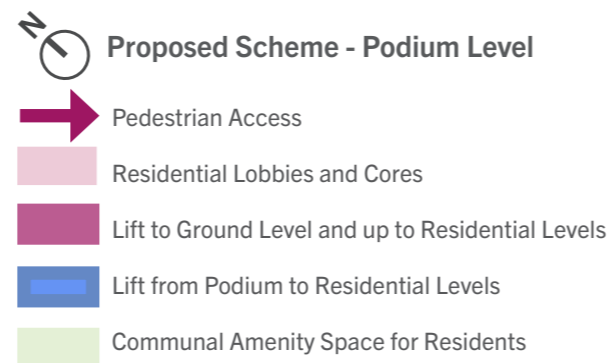 N
Proposed Scheme - Podium Level
Pedestrian Access
Residential Lobbies and Cores
Lift to Ground Level and up to Residential Levels
Lift from Podium to Residential Levels
Communal Amenity Space for Residents